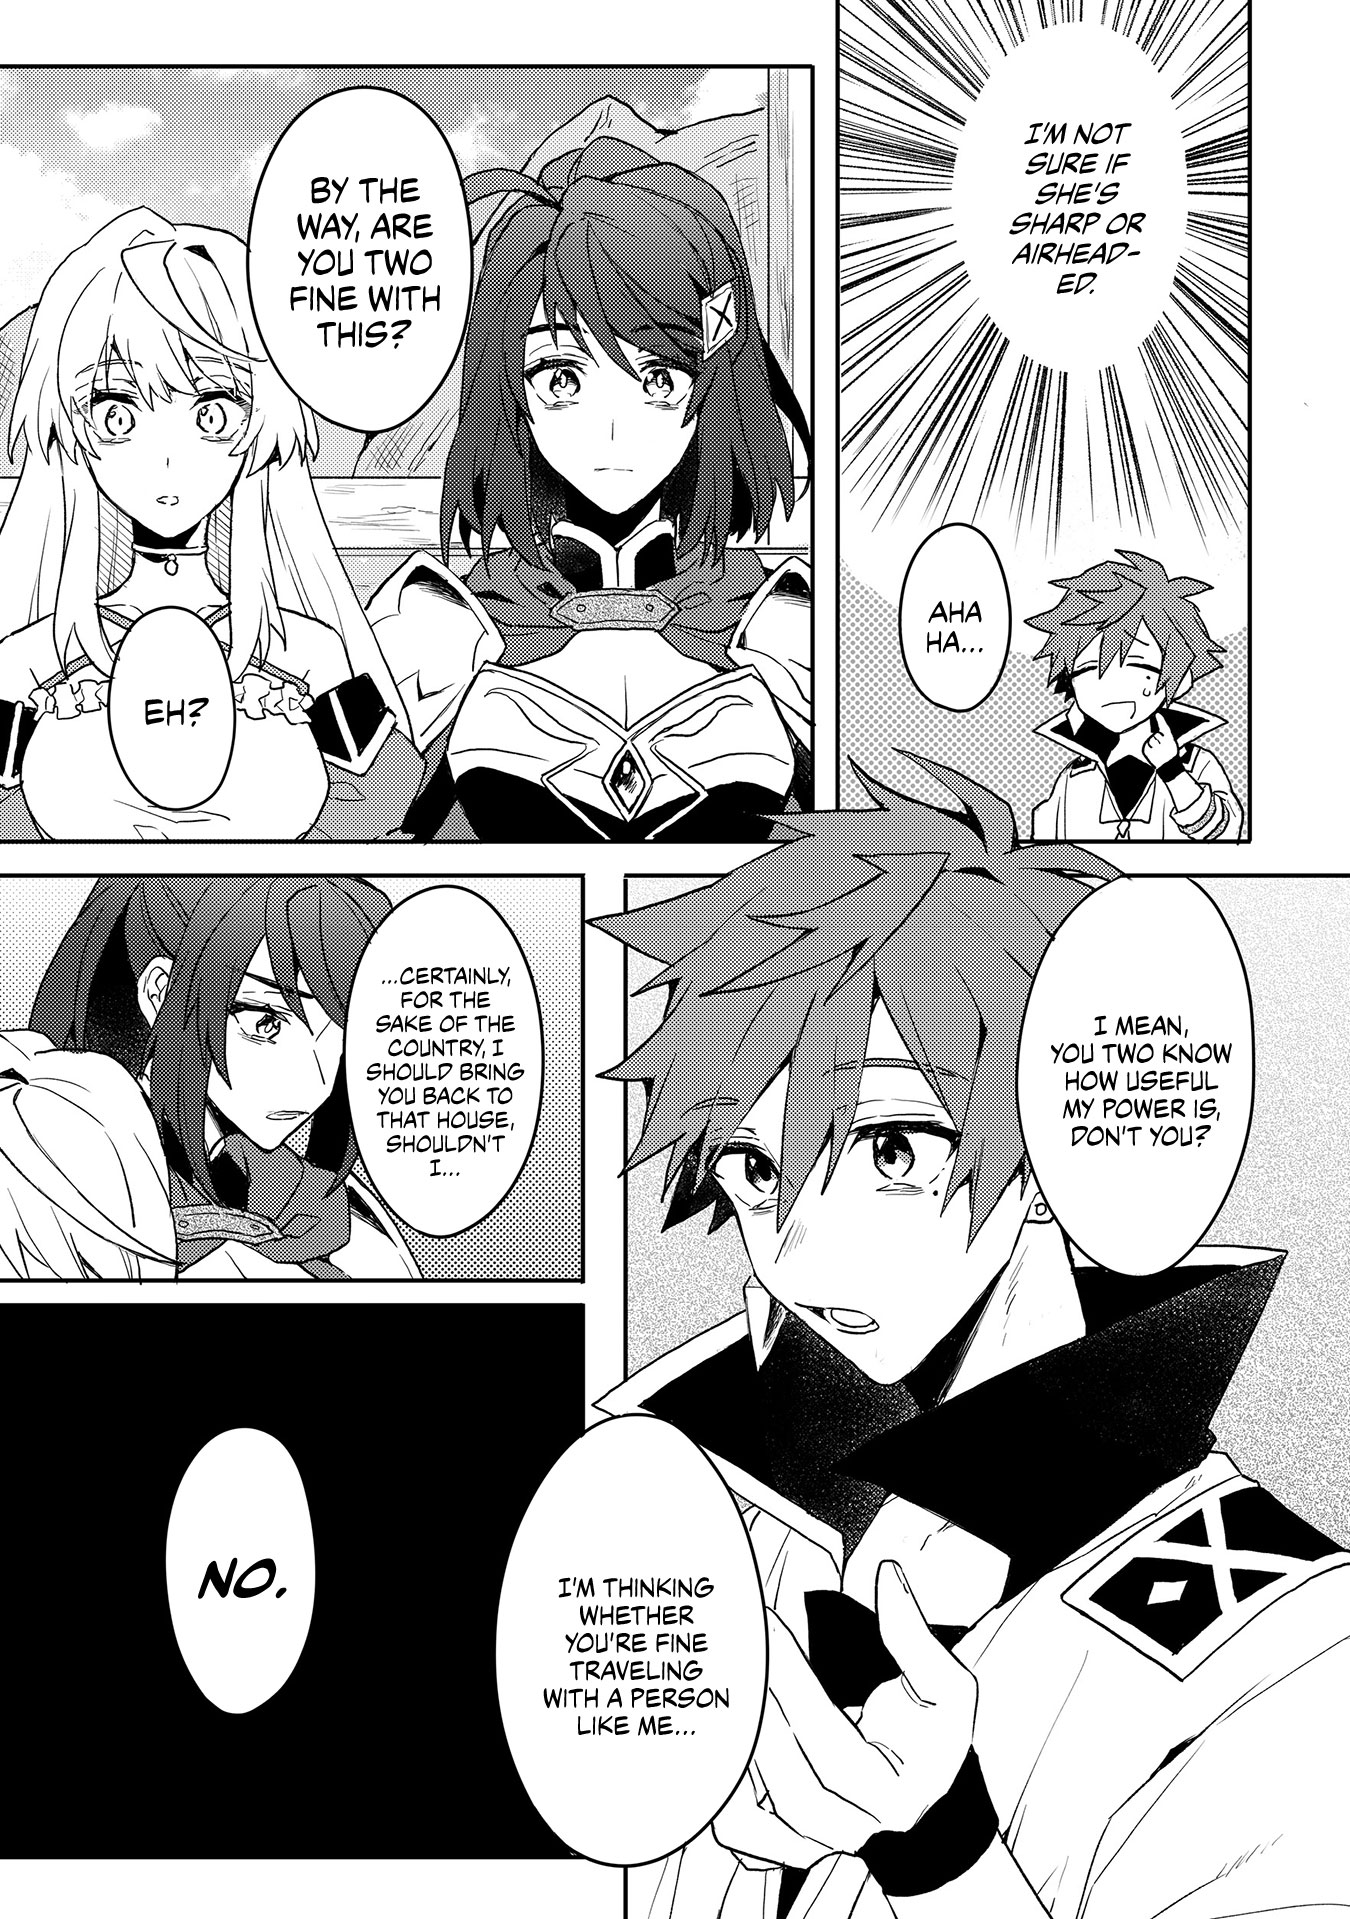 I'M NOT
SURE IF
SHE'S
SHARP OR
AIRHEAD-
ED.
AHA
HA...
BY THE
WAY, ARE
YOU TWO
FINE WITH
THIS?
EH?
I MEAN,
YOU TWO KNOW
HOW USEFUL
MY POWER IS,
DON'T YOU?
I'M THINKING
WHETHER
YOU'RE FINE
TRAVELING
WITH A PERSON
LIKE ME...
...CERTAINLY,
FOR THE
SAKE OF THE
COUNTRY, I
SHOULD BRING
YOU BACK TO
THAT HOUSE,
SHOULDN'T
I...
NO.